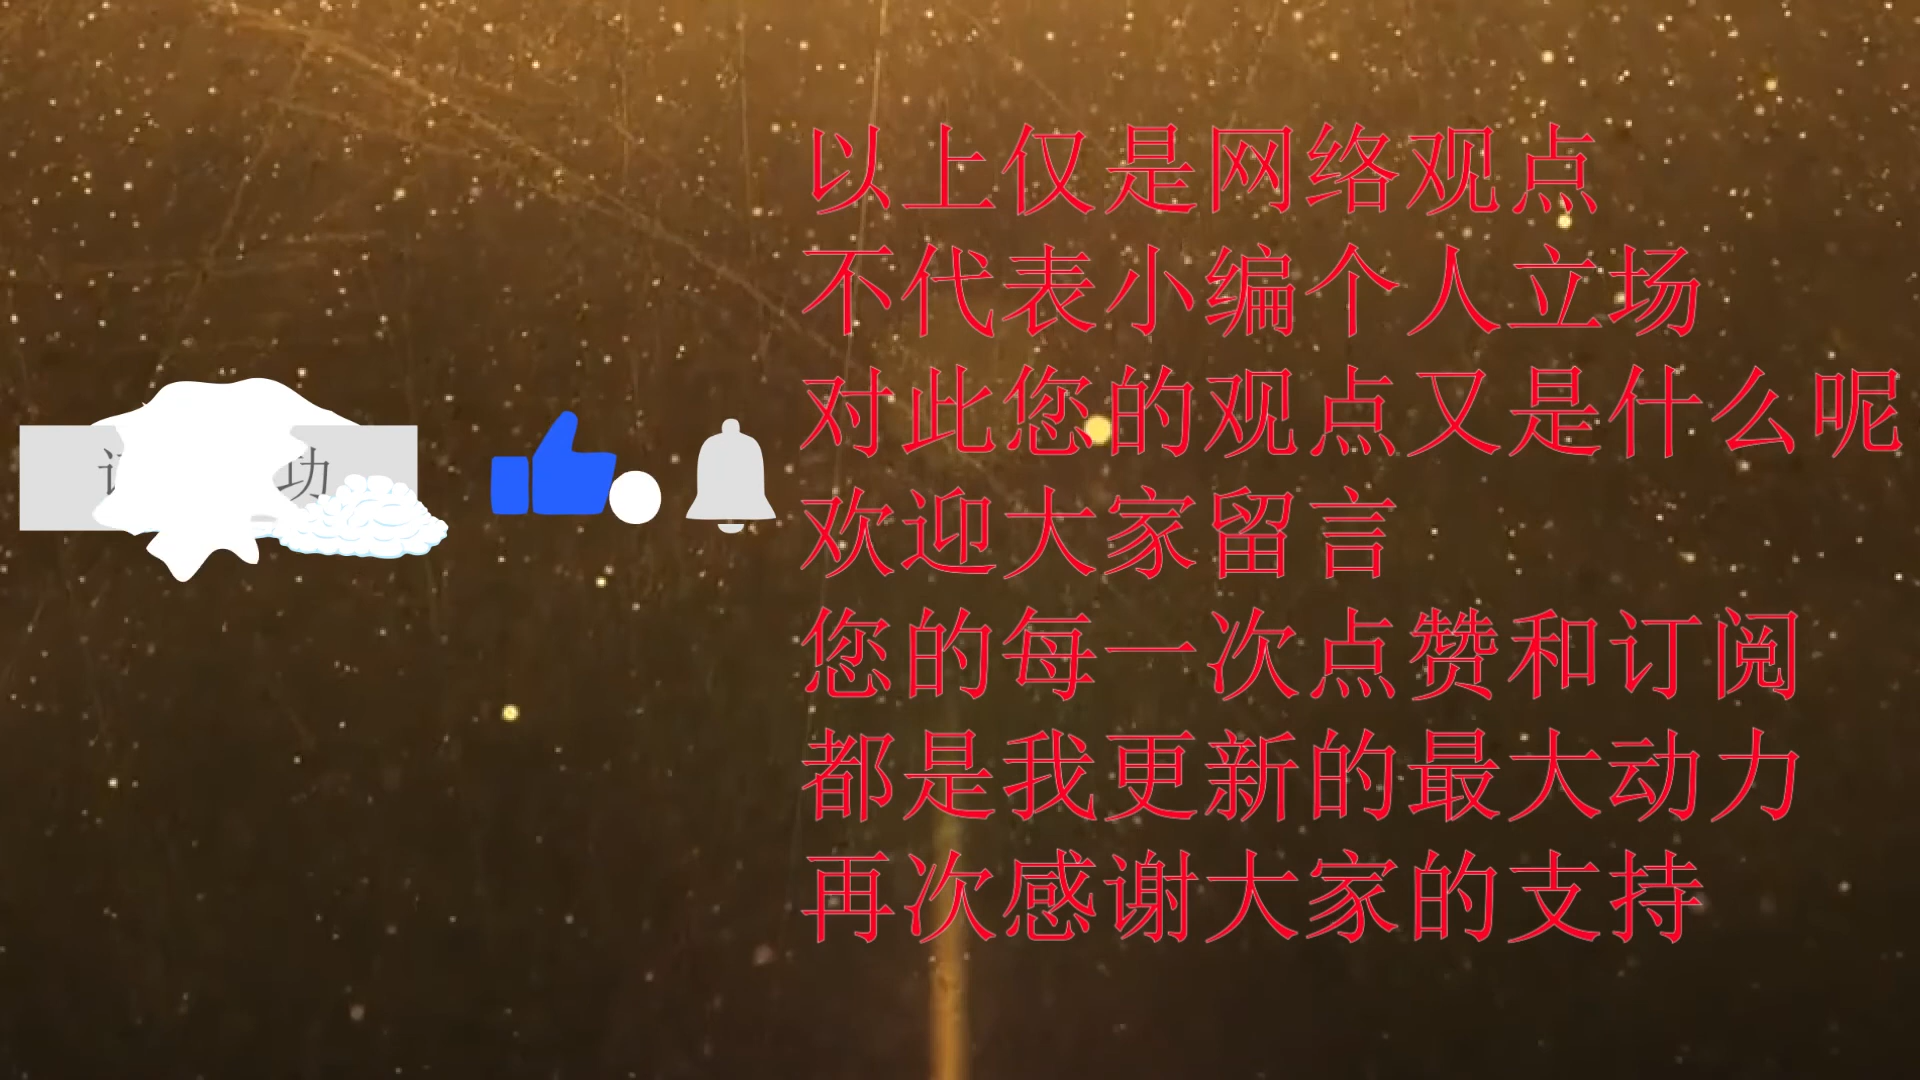 以上仅是网络观点
不代表小编个人立场
对此您的观点又是什么呢
欢迎大家留言
您的每一次点赞和订阅
都是我更新的最大动力
再次感谢大家的支持